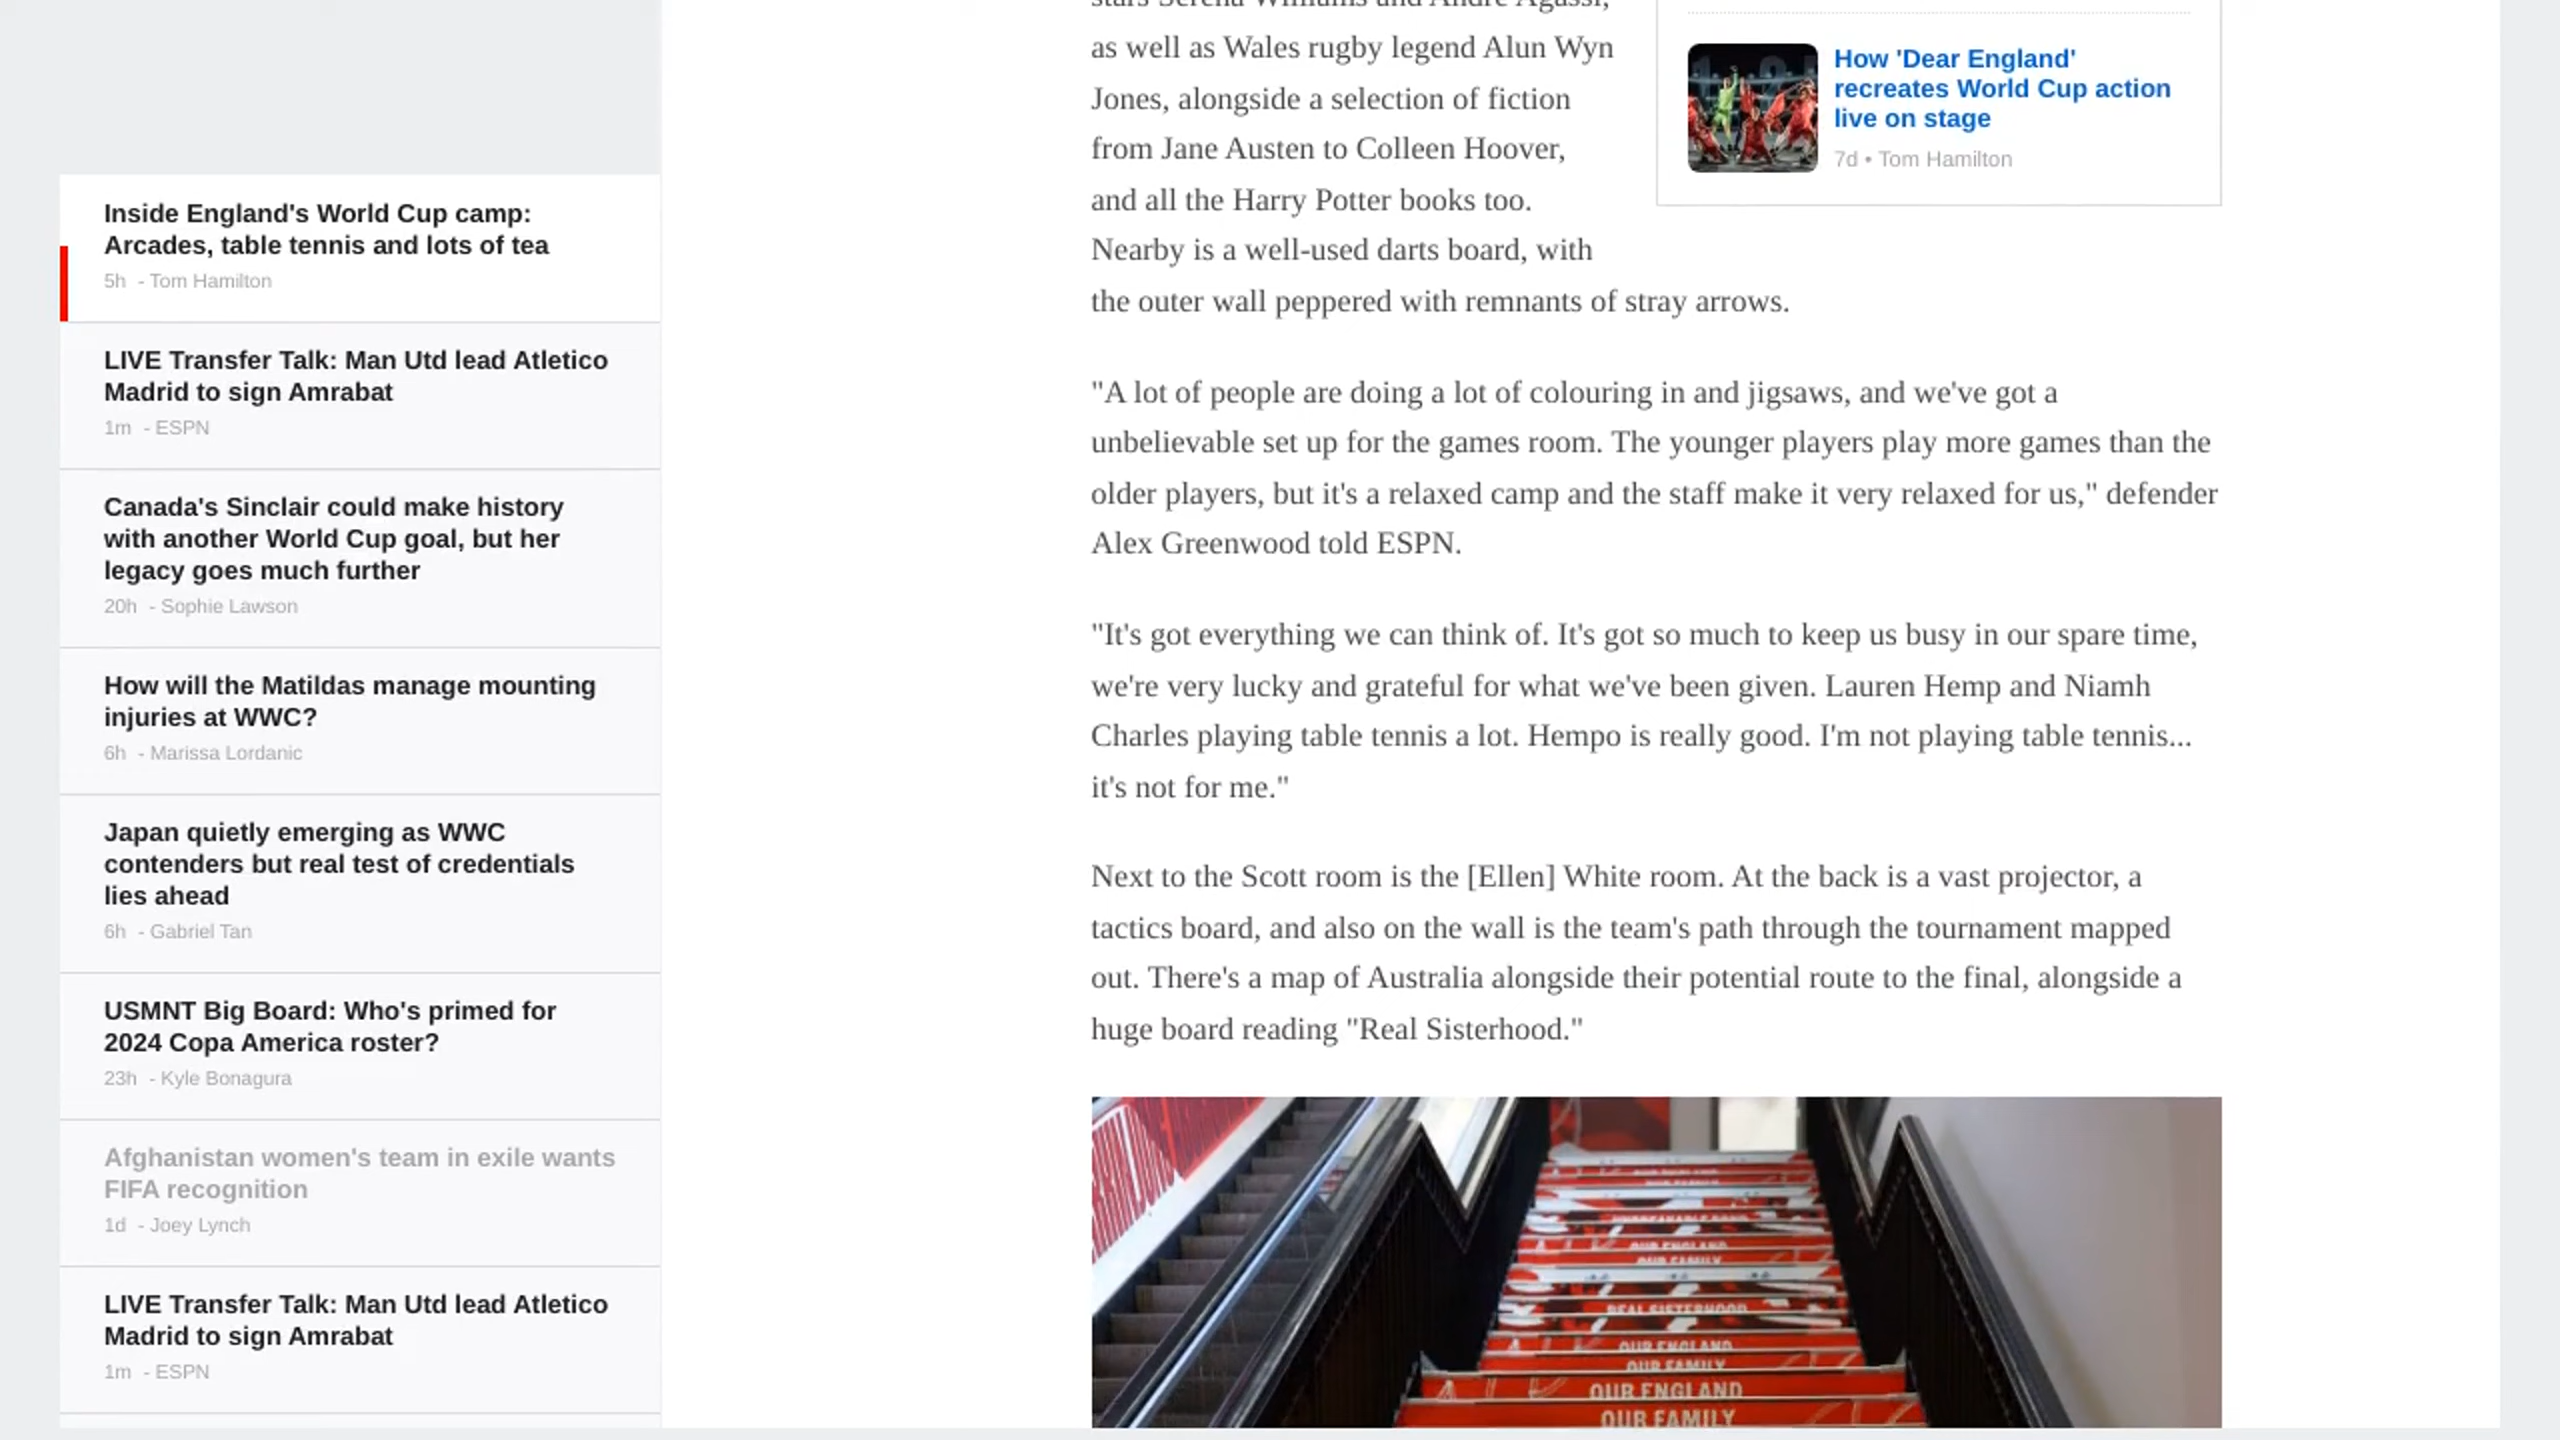 Inside England's World Cup camp:
Arcades, table tennis and lots of tea
5h - Tom Hamilton
LIVE Transfer Talk: Man Utd lead Atletico
Madrid to sign Amrabat
1m - ESPN
Canada's Sinclair could make history
with another World Cup goal, but her
legacy goes much further
20h - Sophie Lawson
How will the Matildas manage mounting
injuries at WWC?
6h - Marissa Lordanic
Japan quietly emerging as WWC
contenders but real test of credentials
lies ahead
6h - Gabriel Tan
USMNT Big Board: Who's primed for
2024 Copa America roster?
23h - Kyle Bonagura
Afghanistan women's team in exile wants
FIFA recognition
1d - Joey Lynch
LIVE Transfer Talk: Man Utd lead Atletico
Madrid to sign Amrabat
1m - ESPN
stars Serena Williams and Andre Agassi,
as well as Wales rugby legend Alun Wyn
Jones, alongside a selection of fiction
from Jane Austen to Colleen Hoover,
and all the Harry Potter books too.
Nearby is a well-used darts board, with
the outer wall peppered with remnants of stray arrows.
"A lot of people are doing a lot of colouring in and jigsaws, and we've got a
unbelievable set up for the games room. The younger players play more games than the
older players, but it's a relaxed camp and the staff make it very relaxed for us," defender
Alex Greenwood told ESPN.
"It's got everything we can think of. It's got so much to keep us busy in our spare time,
we're very lucky and grateful for what we've been given. Lauren Hemp and Niamh
Charles playing table tennis a lot. Hempo is really good. I'm not playing table tennis...
it's not for me."
Next to the Scott room is the [Ellen] White room. At the back is a vast projector, a
tactics board, and also on the wall is the team's path through the tournament mapped
out. There's a map of Australia alongside their potential route to the final, alongside a
huge board reading "Real Sisterhood."
How 'Dear England'
recreates World Cup action
live on stage
7d • Tom Hamilton
OUR ENGLAND
OUR FAMILY
REAL SISTERHOOD
OUR ENGLAND
OUR FAMILY
OUR ENGLAND
OUR FAMILY